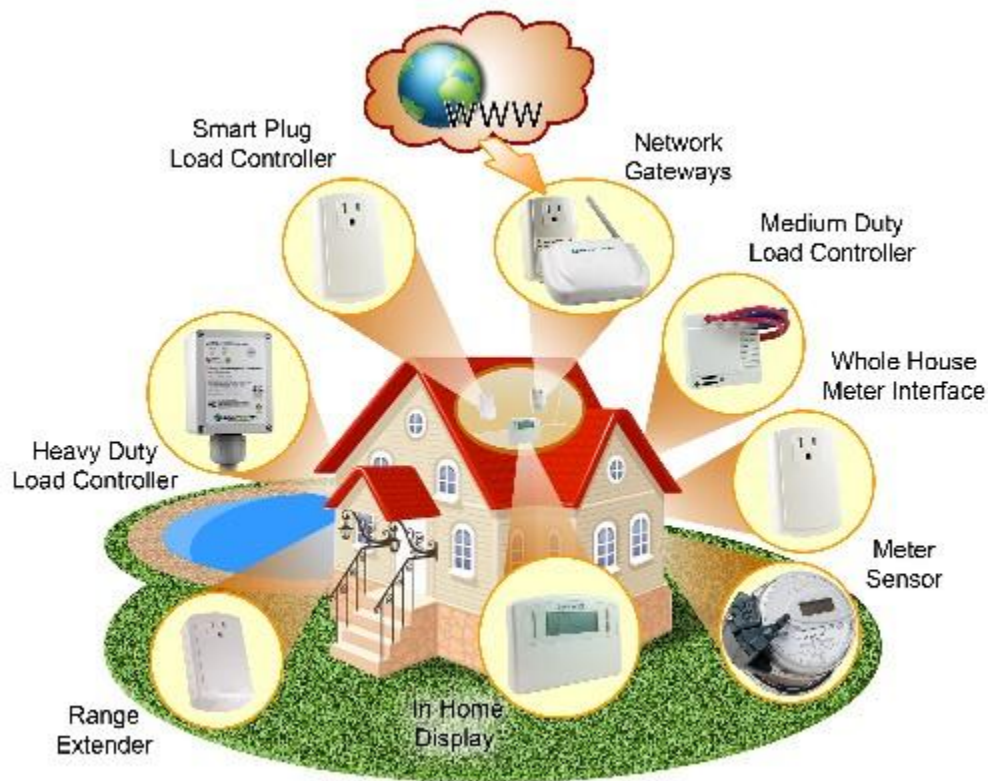 WWW
Smart Plug
Load Controller
Network
Gateways
Medium Duty
Load Controller
Whole House
Meter Interface
Heavy Duty
Load Controller
Meter
Sensor
Range
Extender
In Home
Display